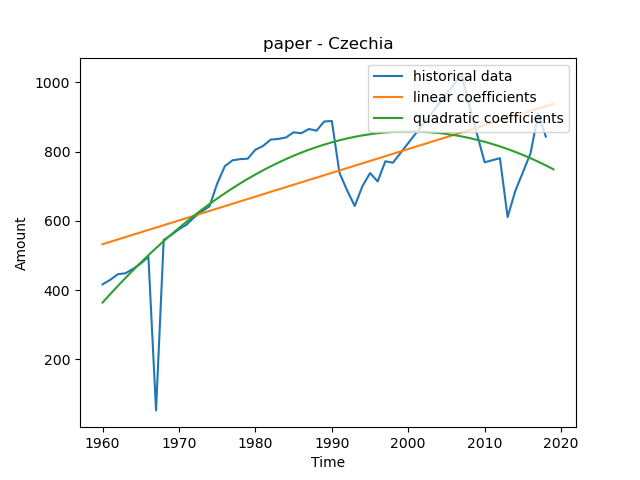 paper - Czechia
historical data
linear coefficients
quadratic coefficients
1000
800
600
400
200
Amount
1960 1970 1980 1990 2000 2010 2020
Time